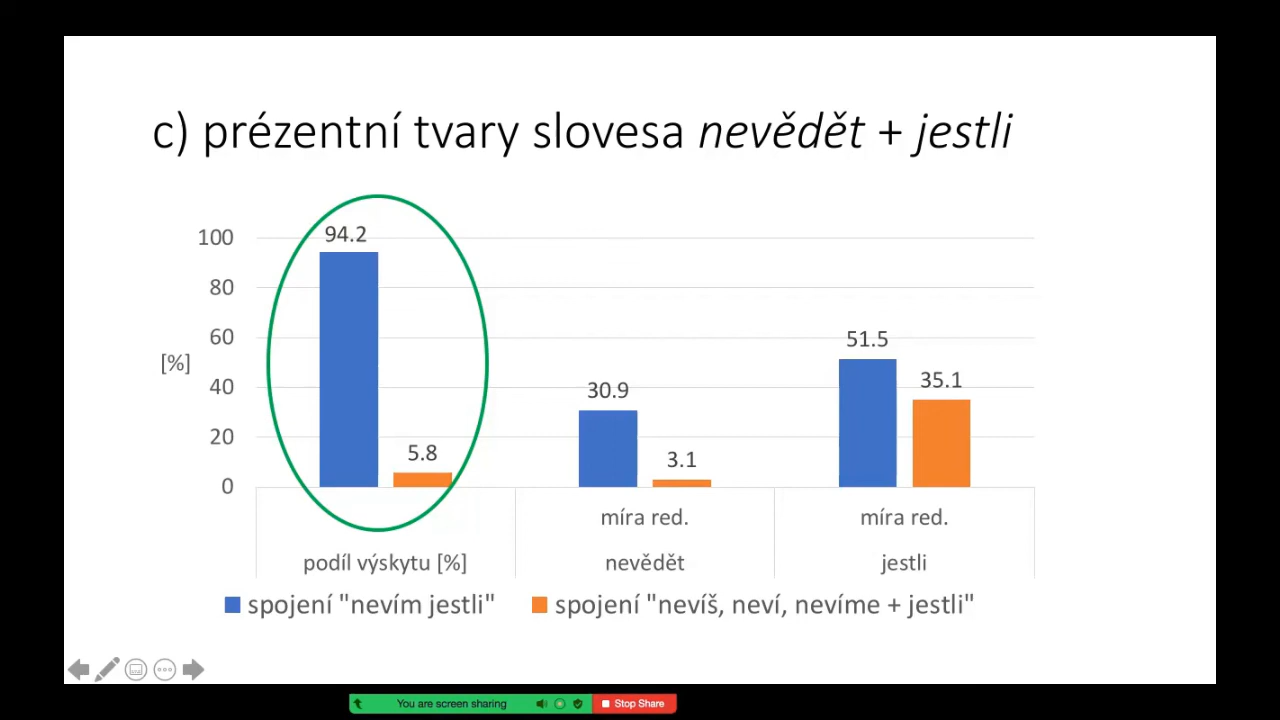 c) prézentní tvary slovesa nevědět + jestli
100
80
60
[%]
40
20
0
94.2
5.8
30.9
3.1
51.5
35.1
míra red.
míra red.
podíl výskytu [%]
nevědět
jestli
spojení "nevím jestli"
spojení "nevíš, neví, nevíme + jestli"
You are screen sharing
Stop Share